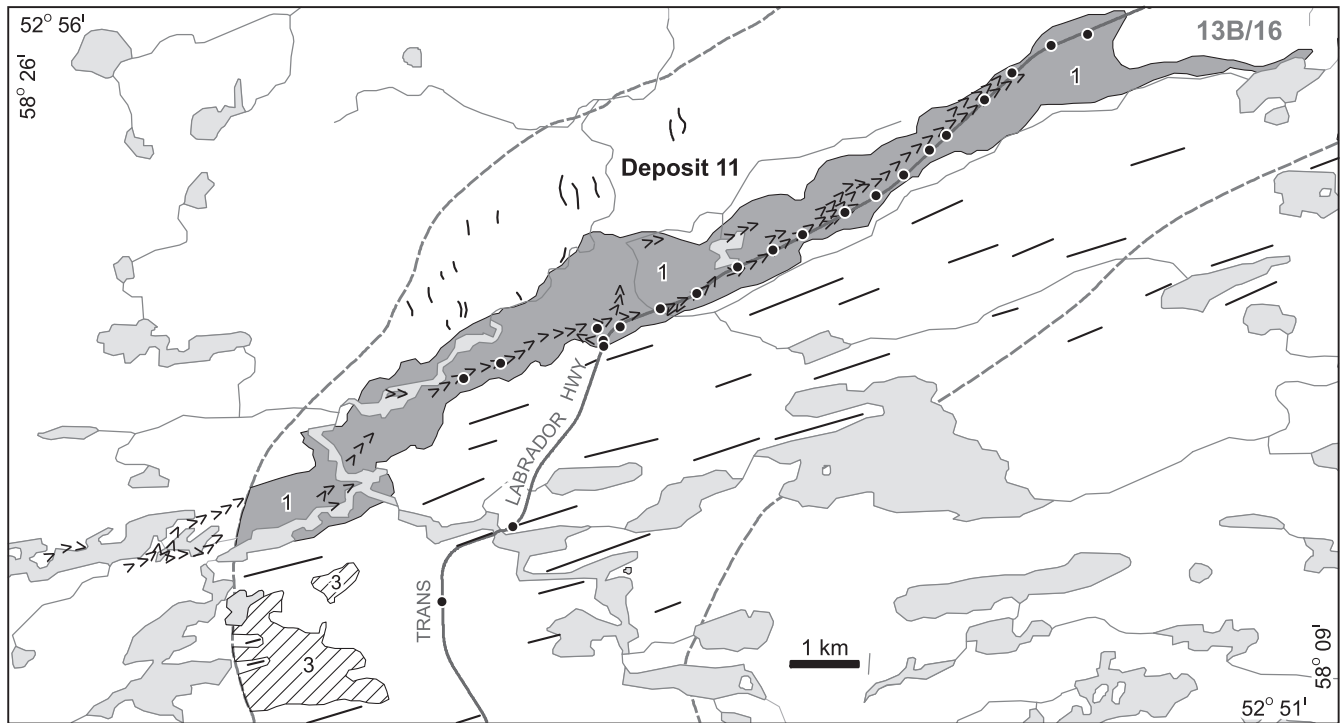 52° 56'
58° 26'
13B/16
1
Deposit 11
1
LABRADOR HWY
1
3
TRANS
3
1 km
58° 09'
52° 51'